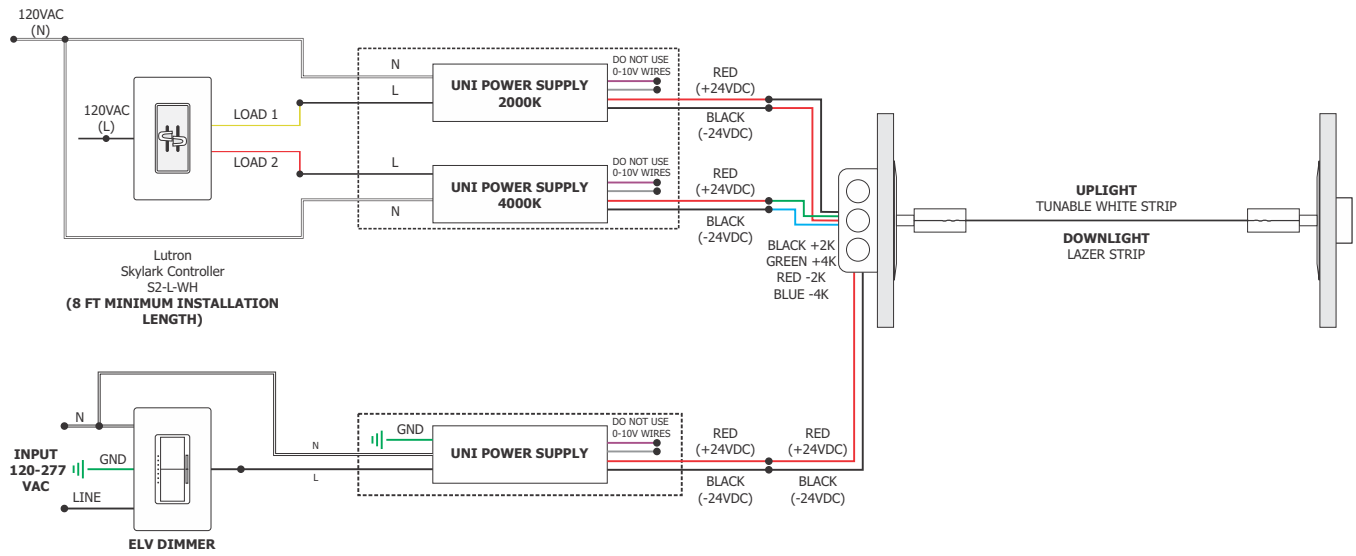 120VAC
(N)
120VAC
(L)
LOAD 1
LOAD 2
Lutron
Skylark Controller
S2-L-WH
(8 FT MINIMUM INSTALLATION
LENGTH)
N
L
UNI POWER SUPPLY
2000K
DO NOT USE
0-10V WIRES
RED
(+24VDC)
BLACK
(-24VDC)
L
N
UNI POWER SUPPLY
4000K
DO NOT USE
0-10V WIRES
RED
(+24VDC)
BLACK
(-24VDC)
BLACK +2K
GREEN +4K
RED -2K
BLUE -4K
UPLIGHT
TUNABLE WHITE STRIP
DOWNLIGHT
LAZER STRIP
N
INPUT
120-277
VAC
GND
LINE
ELV DIMMER
N
L
GND
UNI POWER SUPPLY
DO NOT USE
0-10V WIRES
RED
(+24VDC)
BLACK
(-24VDC)
RED
(+24VDC)
BLACK
(-24VDC)